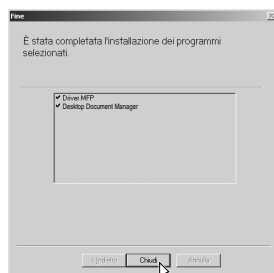 Fine
È stata completata l'installazione dei programmi
selezionati.
Driver MFP
Desktop Document Manager
< Indietro Chiudi Annulla